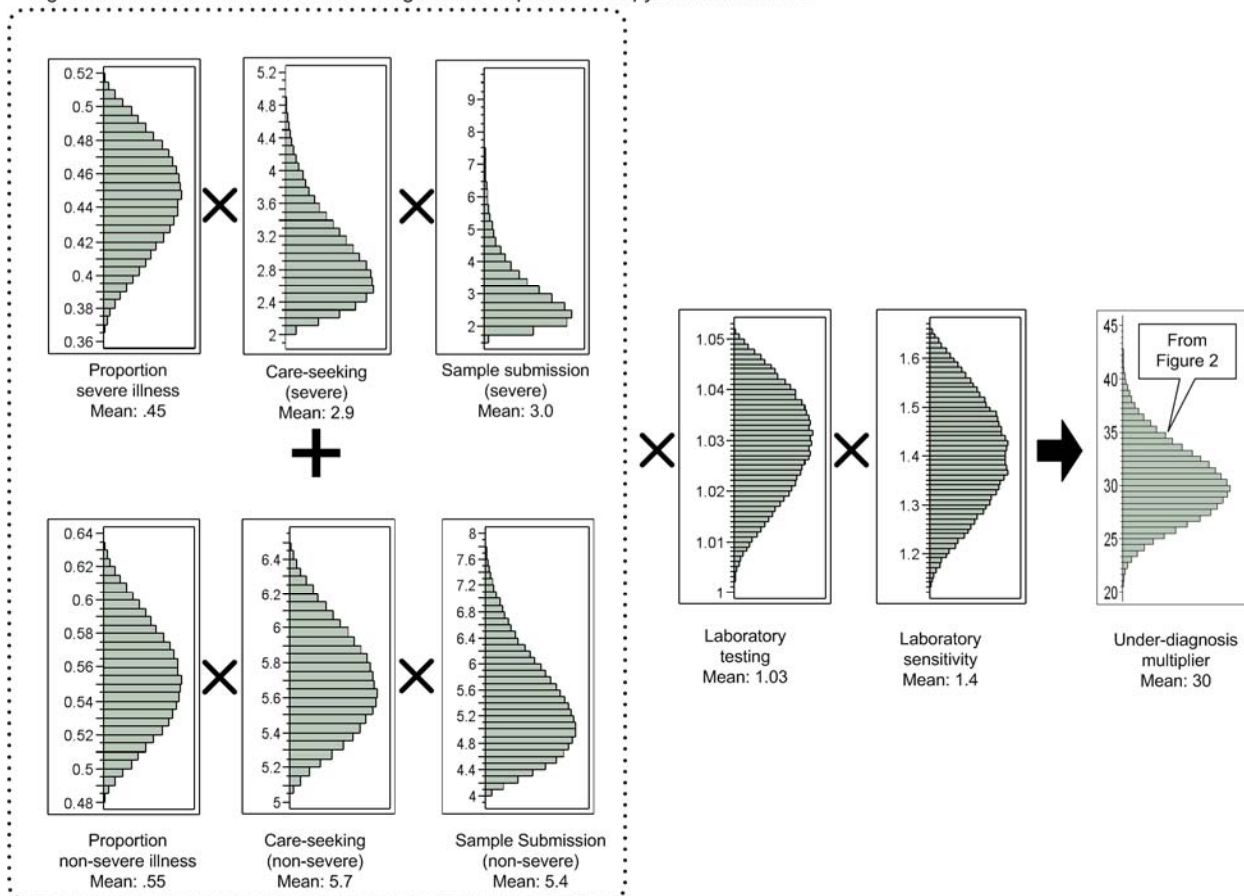 0.52
0.5
0.48
0.46
0.44
0.42
0.4
0.38
0.36
Proportion
severe illness
Mean: .45
5.2
4.8
4.4
4
3.6
3.2
2.8
2.4
2
Care-seeking
(severe)
Mean: 2.9
9
8
7
6
5
4
3
2
Sample submission
(severe)
Mean: 3.0
0.64
0.62
0.6
0.58
0.56
0.54
0.52
0.5
0.48
Proportion
non-severe illness
Mean: .55
6.4
6.2
6
5.8
5.6
5.4
5.2
5
Care-seeking
(non-severe)
Mean: 5.7
8
7.6
7.2
6.8
6.4
6
5.6
5.2
4.8
4.4
4
Sample Submission
(non-severe)
Mean: 5.4
1.05
1.04
1.03
1.02
1.01
1
Laboratory
testing
Mean: 1.03
1.6
1.5
1.4
1.3
1.2
Laboratory
sensitivity
Mean: 1.4
45
40
35
30
25
20
From
Figure 2
Under-diagnosis
multiplier
Mean: 30